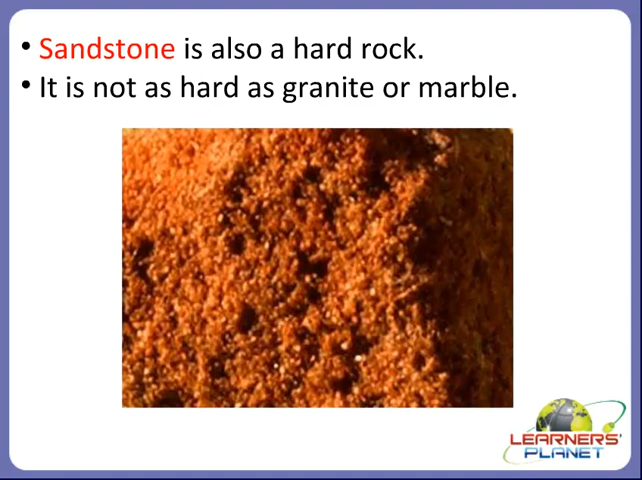 • Sandstone is also a hard rock.
• It is not as hard as granite or marble.
LEARNERS'
PLANET